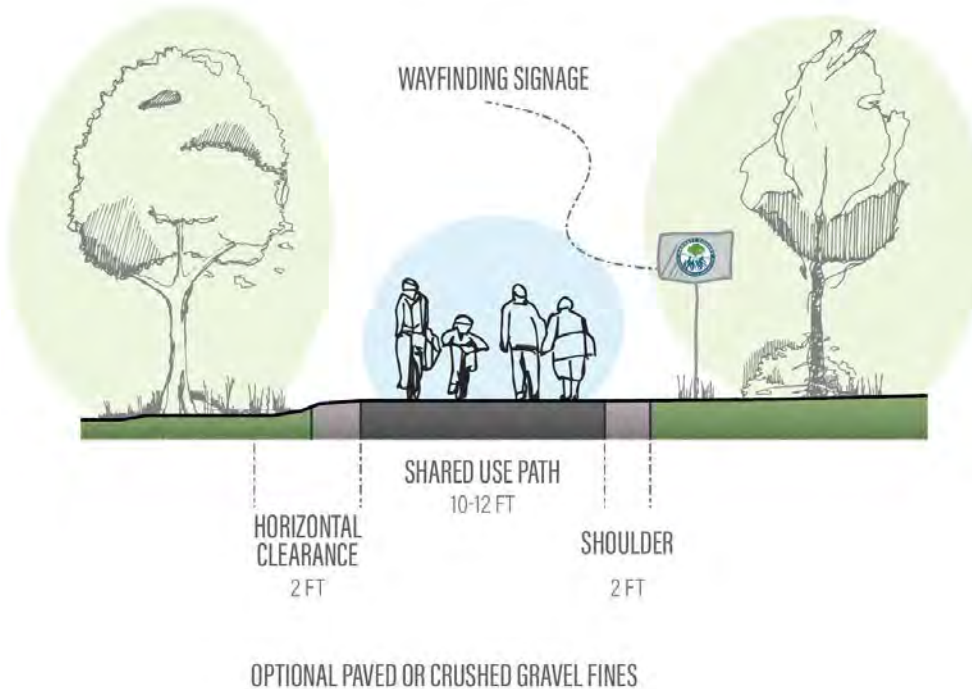 WAYFINDING SIGNAGE
SHARED USE PATH
10-12 FT
HORIZONTAL
CLEARANCE
2 FT
SHOULDER
2 FT
OPTIONAL PAVED OR CRUSHED GRAVEL FINES